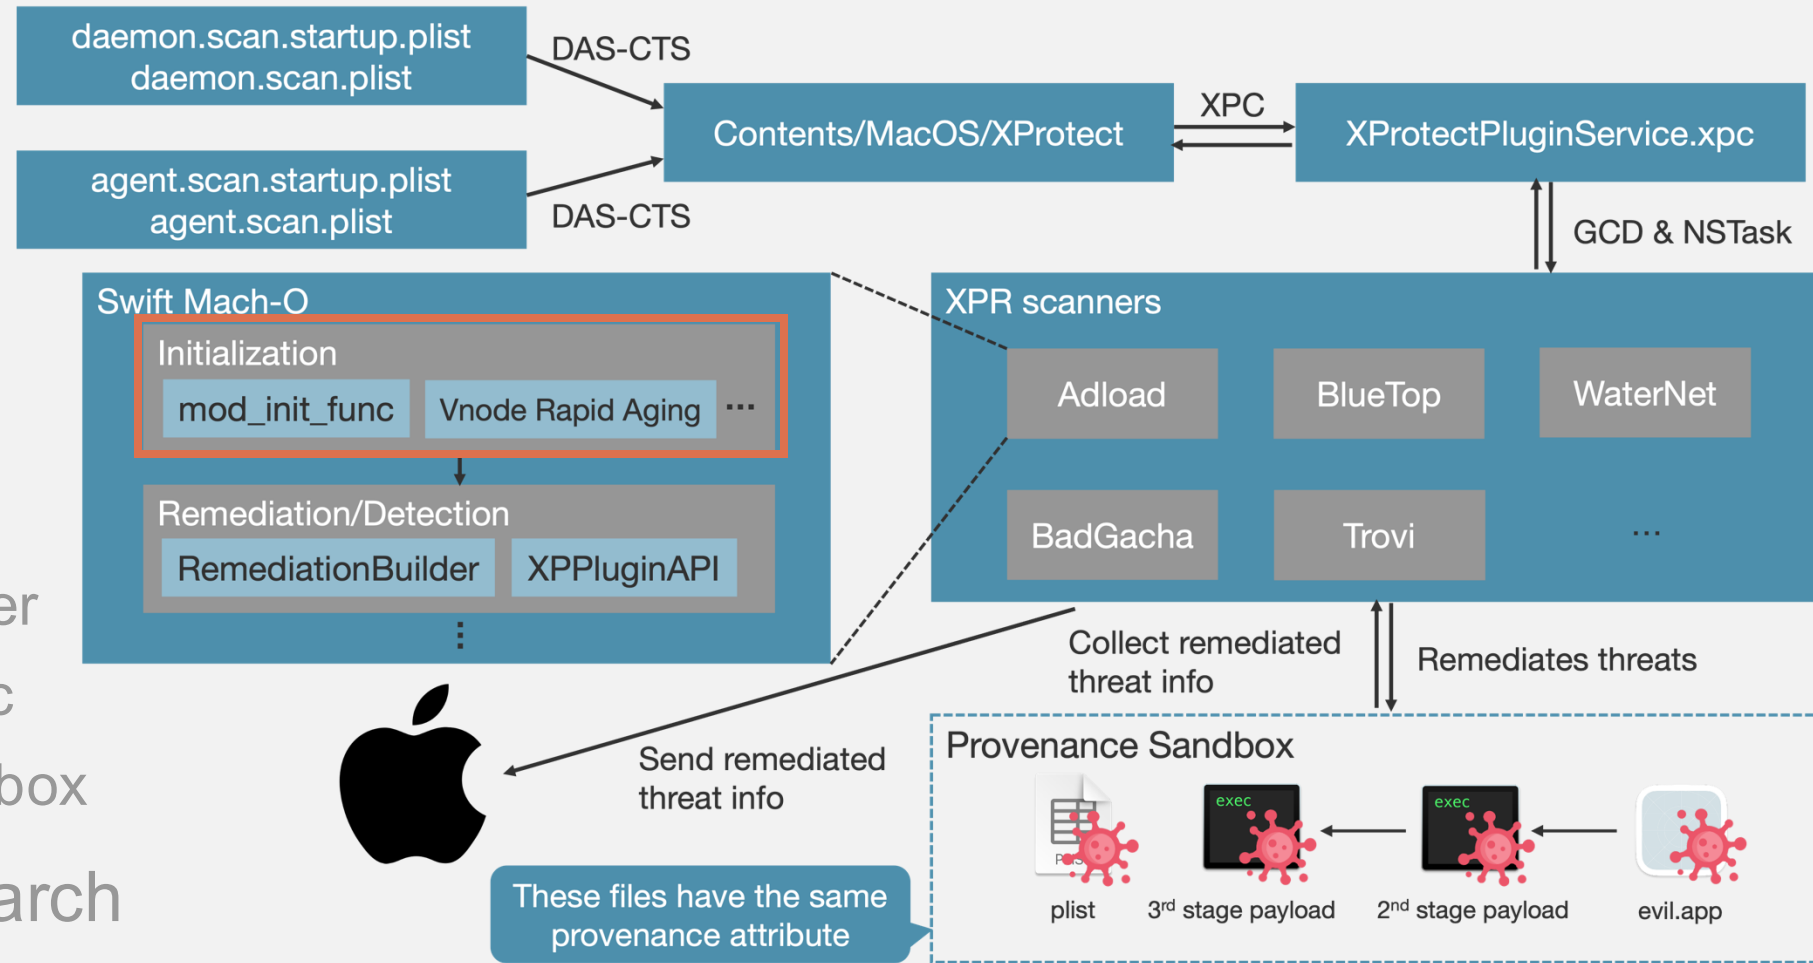 daemon.scan.startup.plist
daemon.scan.plist
DAS-CTS
agent.scan.startup.plist
agent.scan.plist
DAS-CTS
Contents/MacOS/XProtect
XPC
XProtectPluginService.xpc
GCD & NSTask
Swift Mach-O
Initialization
mod_init_func
Vnode Rapid Aging
...
Remediation/Detection
RemediationBuilder
XPPluginAPI
XPR scanners
Adload
BlueTop
WaterNet
BadGacha
Trovi
...
er
c
box
arch
Collect remediated
threat info
Remediates threats
Send remediated
threat info
Provenance Sandbox
exec
exec
plist
3rd stage payload
2nd stage payload
evil.app
These files have the same
provenance attribute